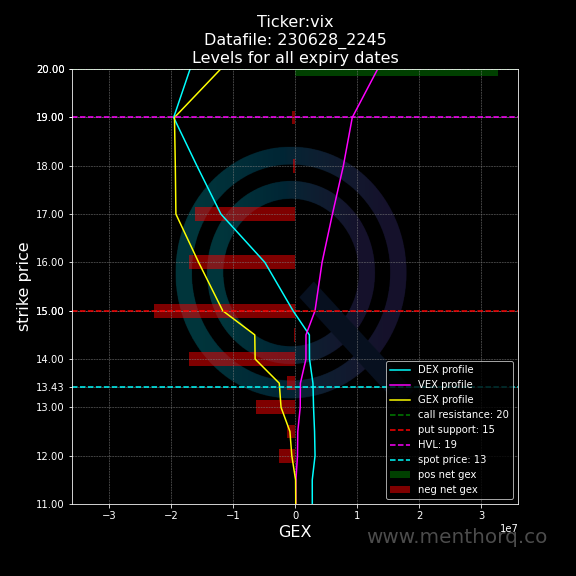 Ticker:vix
Datafile: 230628_2245
Levels for all expiry dates
20.00
19.00
18.00
17.00
16.00
15.00
14.00
13.43
13.00
12.00
11.00
strike price
DEX profile
VEX profile
GEX profile
call resistance: 20
put support: 15
HVL: 19
spot price: 13
pos net gex
neg net gex
−3 −2 −1 0 1 2 3
1e7
GEX
www.menthorq.co